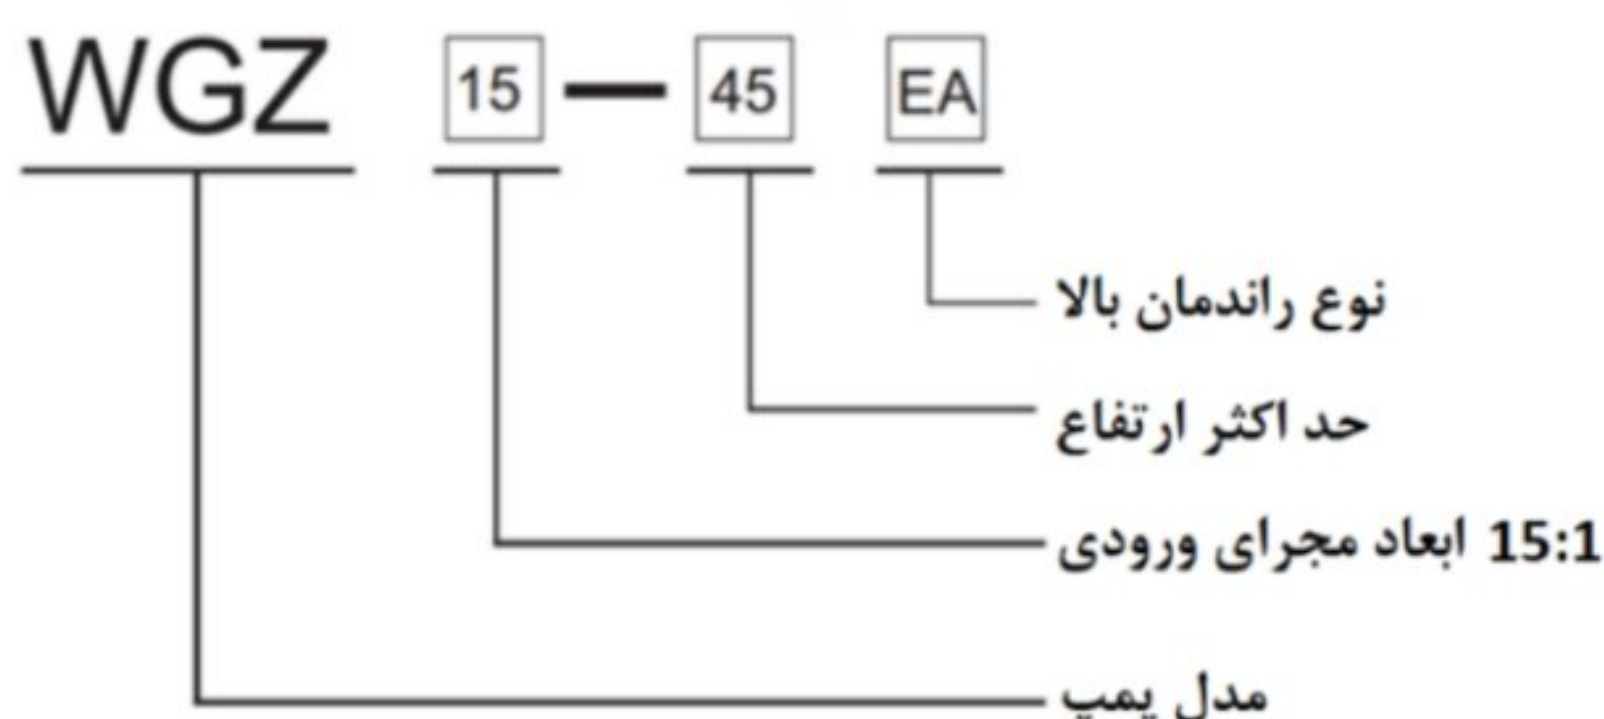 WGZ 15 — 45 EA
نوع راندمان بالا
حد اکثر ارتفاع
15:1 ابعاد مجرای ورودی
مدل پمپ